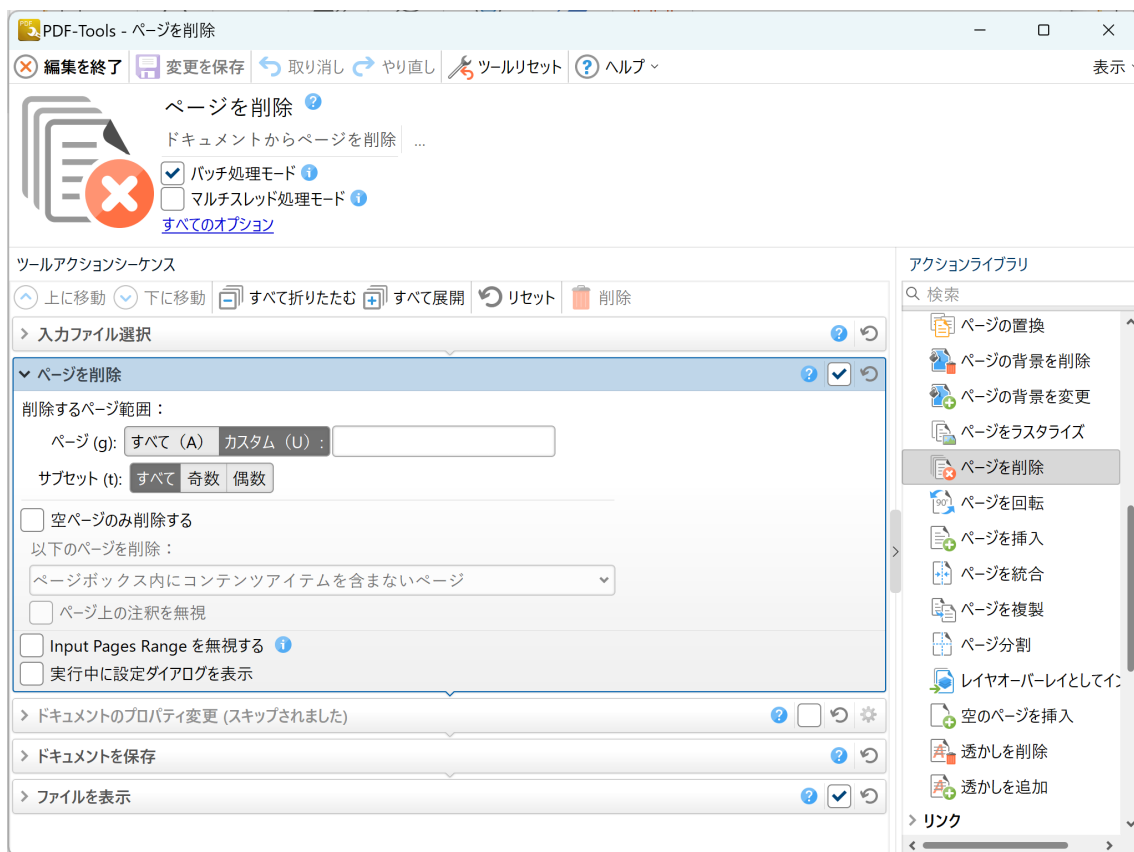 PDF-Tools - ページを削除
編集を終了 変更を保存 取り消し やり直し ツールリセット ヘルプ 表示
ページを削除
ドキュメントからページを削除 ...
バッチ処理モード
マルチスレッド処理モード
すべてのオプション
ツールアクションシーケンス
上に移動 下に移動 すべて折りたたむ すべて展開 リセット 削除
入力ファイル選択
ページを削除
削除するページ範囲：
ページ (g): すべて（A） カスタム（U）:
サブセット (t): すべて 奇数 偶数
空ページのみ削除する
以下のページを削除：
ページボックス内にコンテンツアイテムを含まないページ
ページ上の注釈を無視
Input Pages Range を無視する
実行中に設定ダイアログを表示
ドキュメントのプロパティ変更 (スキップされました)
ドキュメントを保存
ファイルを表示
アクションライブラリ
検索
ページの置換
ページの背景を削除
ページの背景を変更
ページをラスタライズ
ページを削除
ページを回転
ページを挿入
ページを統合
ページを複製
ページ分割
レイヤオーバーレイとしてイン
空のページを挿入
透かしを削除
透かしを追加
リンク